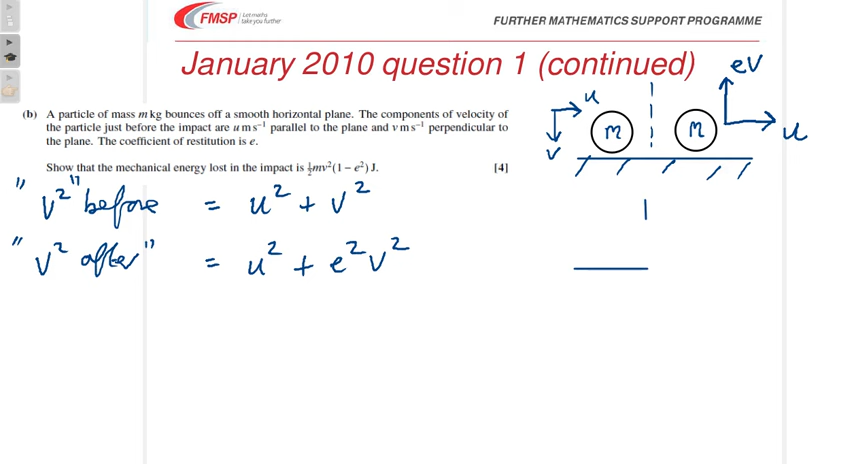 FMSP Let maths take you further
FURTHER MATHEMATICS SUPPORT PROGRAMME
January 2010 question 1 (continued)
(b) A particle of mass m kg bounces off a smooth horizontal plane. The components of velocity of
the particle just before the impact are u m s⁻¹ parallel to the plane and v m s⁻¹ perpendicular to
the plane. The coefficient of restitution is e.
Show that the mechanical energy lost in the impact is ½mv²(1 − e²) J. [4]
u
v
m
m
ev
u
"v²" before = u² + v²
"v² after" = u² + e²v²